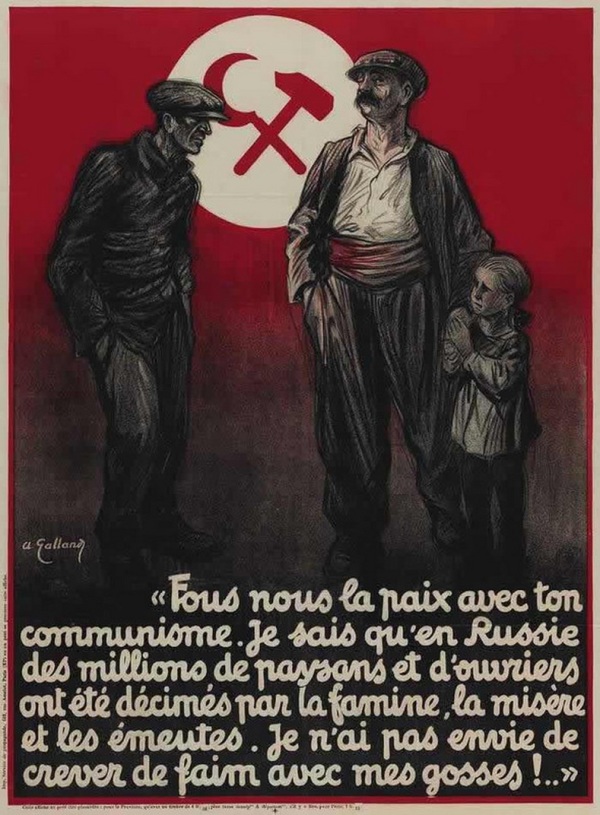 a. Galland
«Fous nous la paix avec ton
communisme. Je sais qu'en Russie
des millions de paysans et d'ouvriers
ont été décimés par la famine, la misère
et les émeutes. Je n'ai pas envie de
crever de faim avec mes gosses !..»